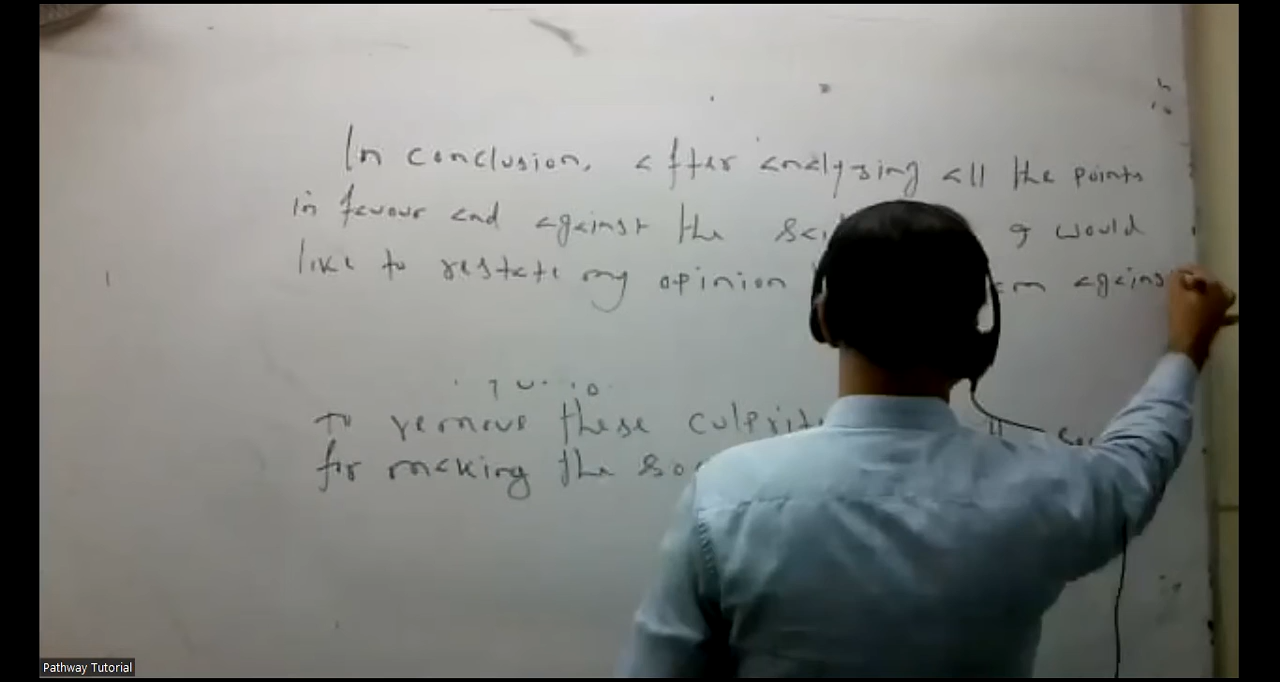 In conclusion, after analysing all the points
in favour and against the I would
like to restate my opinion am against
to remove these
for making the
Pathway Tutorial